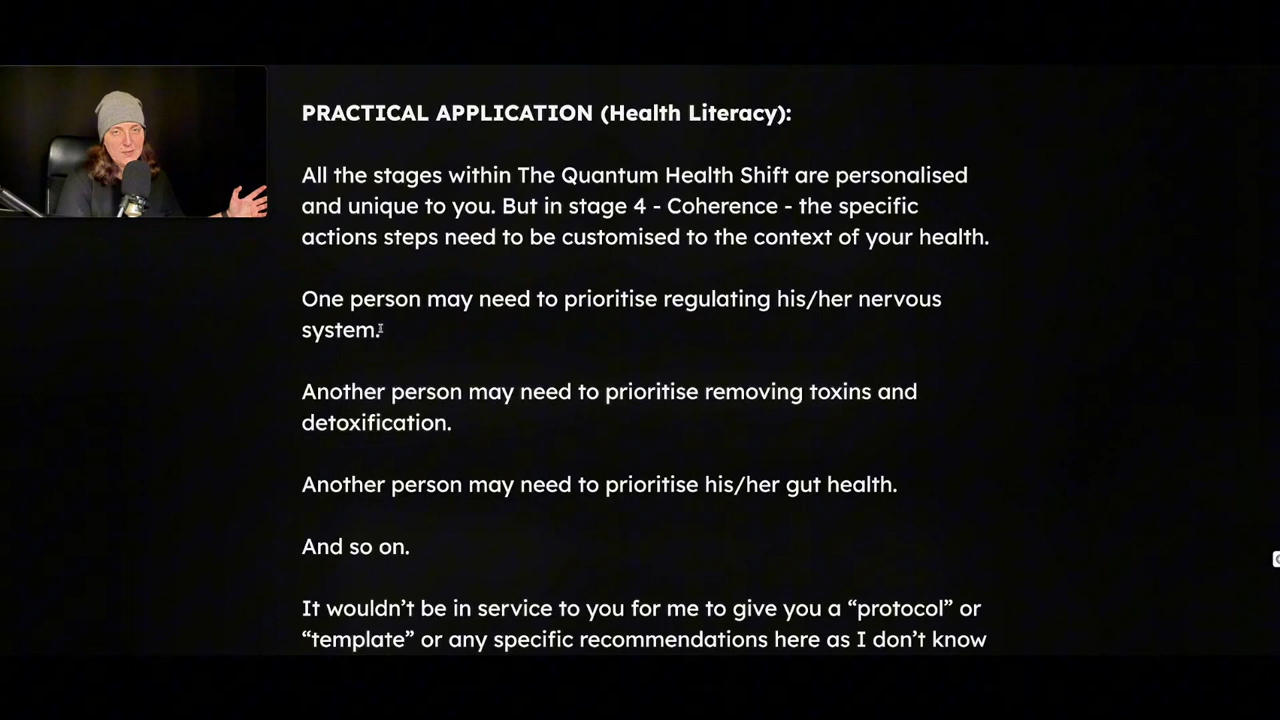 PRACTICAL APPLICATION (Health Literacy):
All the stages within The Quantum Health Shift are personalised
and unique to you. But in stage 4 - Coherence - the specific
actions steps need to be customised to the context of your health.
One person may need to prioritise regulating his/her nervous
system.
Another person may need to prioritise removing toxins and
detoxification.
Another person may need to prioritise his/her gut health.
And so on.
It wouldn’t be in service to you for me to give you a “protocol” or
“template” or any specific recommendations here as I don’t know